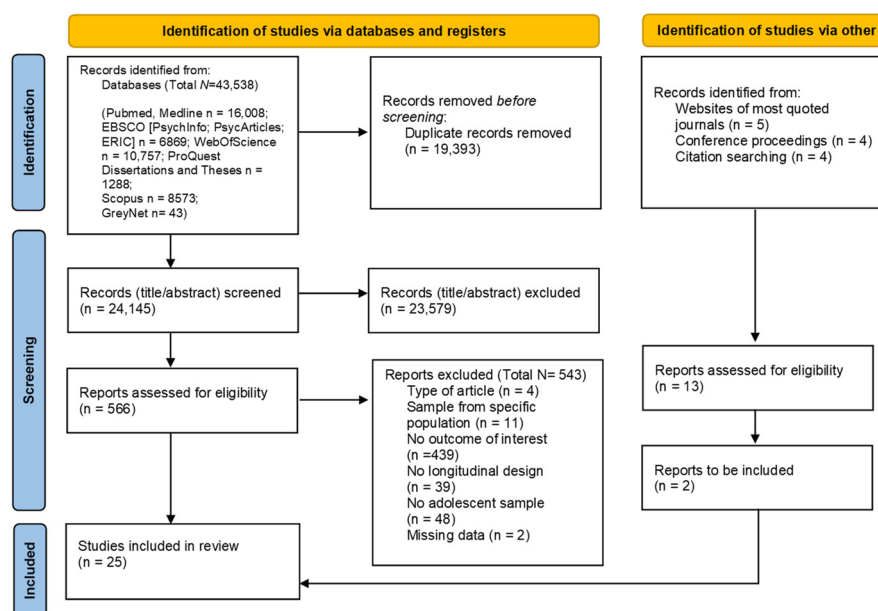 Identification of studies via databases and registers
Identification of studies via other
Identification
Records identified from:
Databases (Total N=43,538
(Pubmed, Medline n = 16,008;
EBSCO [PsychInfo; PsycArticles;
ERIC] n = 6869; WebOfScience
n = 10,757; ProQuest
Dissertations and Theses n =
1288;
Scopus n = 8573;
GreyNet n= 43)
Records removed before
screening:
Duplicate records removed
(n = 19,393)
Records identified from:
Websites of most quoted
journals (n = 5)
Conference proceedings (n = 4)
Citation searching (n = 4)
Screening
Records (title/abstract) screened
(n = 24,145)
Records (title/abstract) excluded
(n = 23,579)
Reports assessed for eligibility
(n = 566)
Reports excluded (Total N= 543)
Type of article (n = 4)
Sample from specific
population (n = 11)
No outcome of interest
(n =439)
No longitudinal design
(n = 39)
No adolescent sample
(n = 48)
Missing data (n = 2)
Reports assessed for eligibility
(n = 13)
Reports to be included
(n = 2)
Included
Studies included in review
(n = 25)